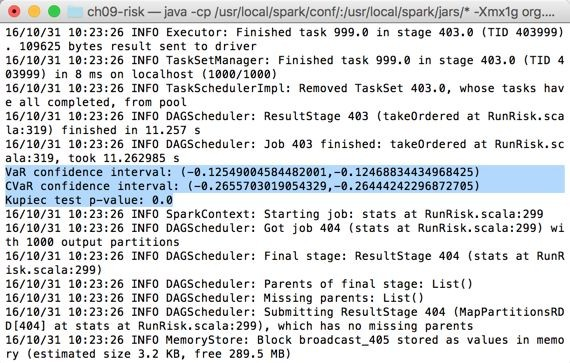 ch09-risk — java -cp /usr/local/spark/conf/:/usr/local/spark/jars/* -Xmx1g org....
16/10/31 10:23:26 INFO Executor: Finished task 999.0 in stage 403.0 (TID 403999)
. 109625 bytes result sent to driver
16/10/31 10:23:26 INFO TaskSetManager: Finished task 999.0 in stage 403.0 (TID 4
03999) in 8 ms on localhost (1000/1000)
16/10/31 10:23:26 INFO TaskSchedulerImpl: Removed TaskSet 403.0, whose tasks hav
e all completed, from pool
16/10/31 10:23:26 INFO DAGScheduler: ResultStage 403 (takeOrdered at RunRisk.sca
la:319) finished in 11.257 s
16/10/31 10:23:26 INFO DAGScheduler: Job 403 finished: takeOrdered at RunRisk.sc
ala:319, took 11.262985 s
VaR confidence interval: (-0.12549004584482001,-0.12468834434968425)
CVaR confidence interval: (-0.2655703019054329,-0.26444242296872705)
Kupiec test p-value: 0.0
16/10/31 10:23:26 INFO SparkContext: Starting job: stats at RunRisk.scala:299
16/10/31 10:23:26 INFO DAGScheduler: Got job 404 (stats at RunRisk.scala:299) wi
th 1000 output partitions
16/10/31 10:23:26 INFO DAGScheduler: Final stage: ResultStage 404 (stats at RunR
isk.scala:299)
16/10/31 10:23:26 INFO DAGScheduler: Parents of final stage: List()
16/10/31 10:23:26 INFO DAGScheduler: Missing parents: List()
16/10/31 10:23:26 INFO DAGScheduler: Submitting ResultStage 404 (MapPartitionsRD
D[404] at stats at RunRisk.scala:299), which has no missing parents
16/10/31 10:23:26 INFO MemoryStore: Block broadcast_405 stored as values in memo
ry (estimated size 3.2 KB, free 289.5 MB)